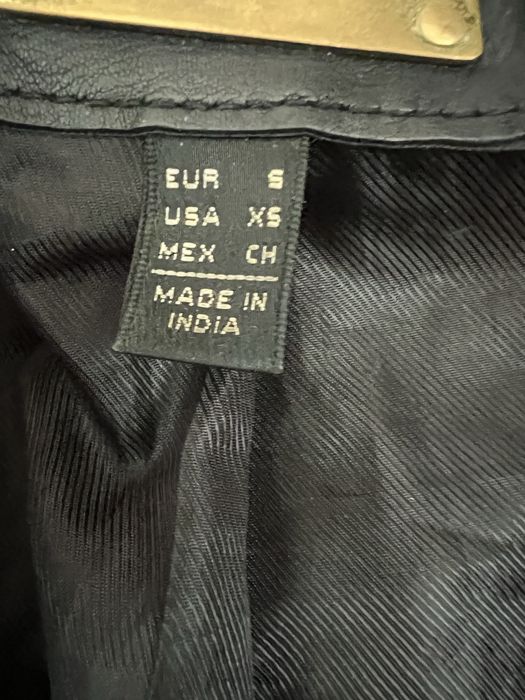 EUR S
USA XS
MEX CH
MADE IN
INDiA